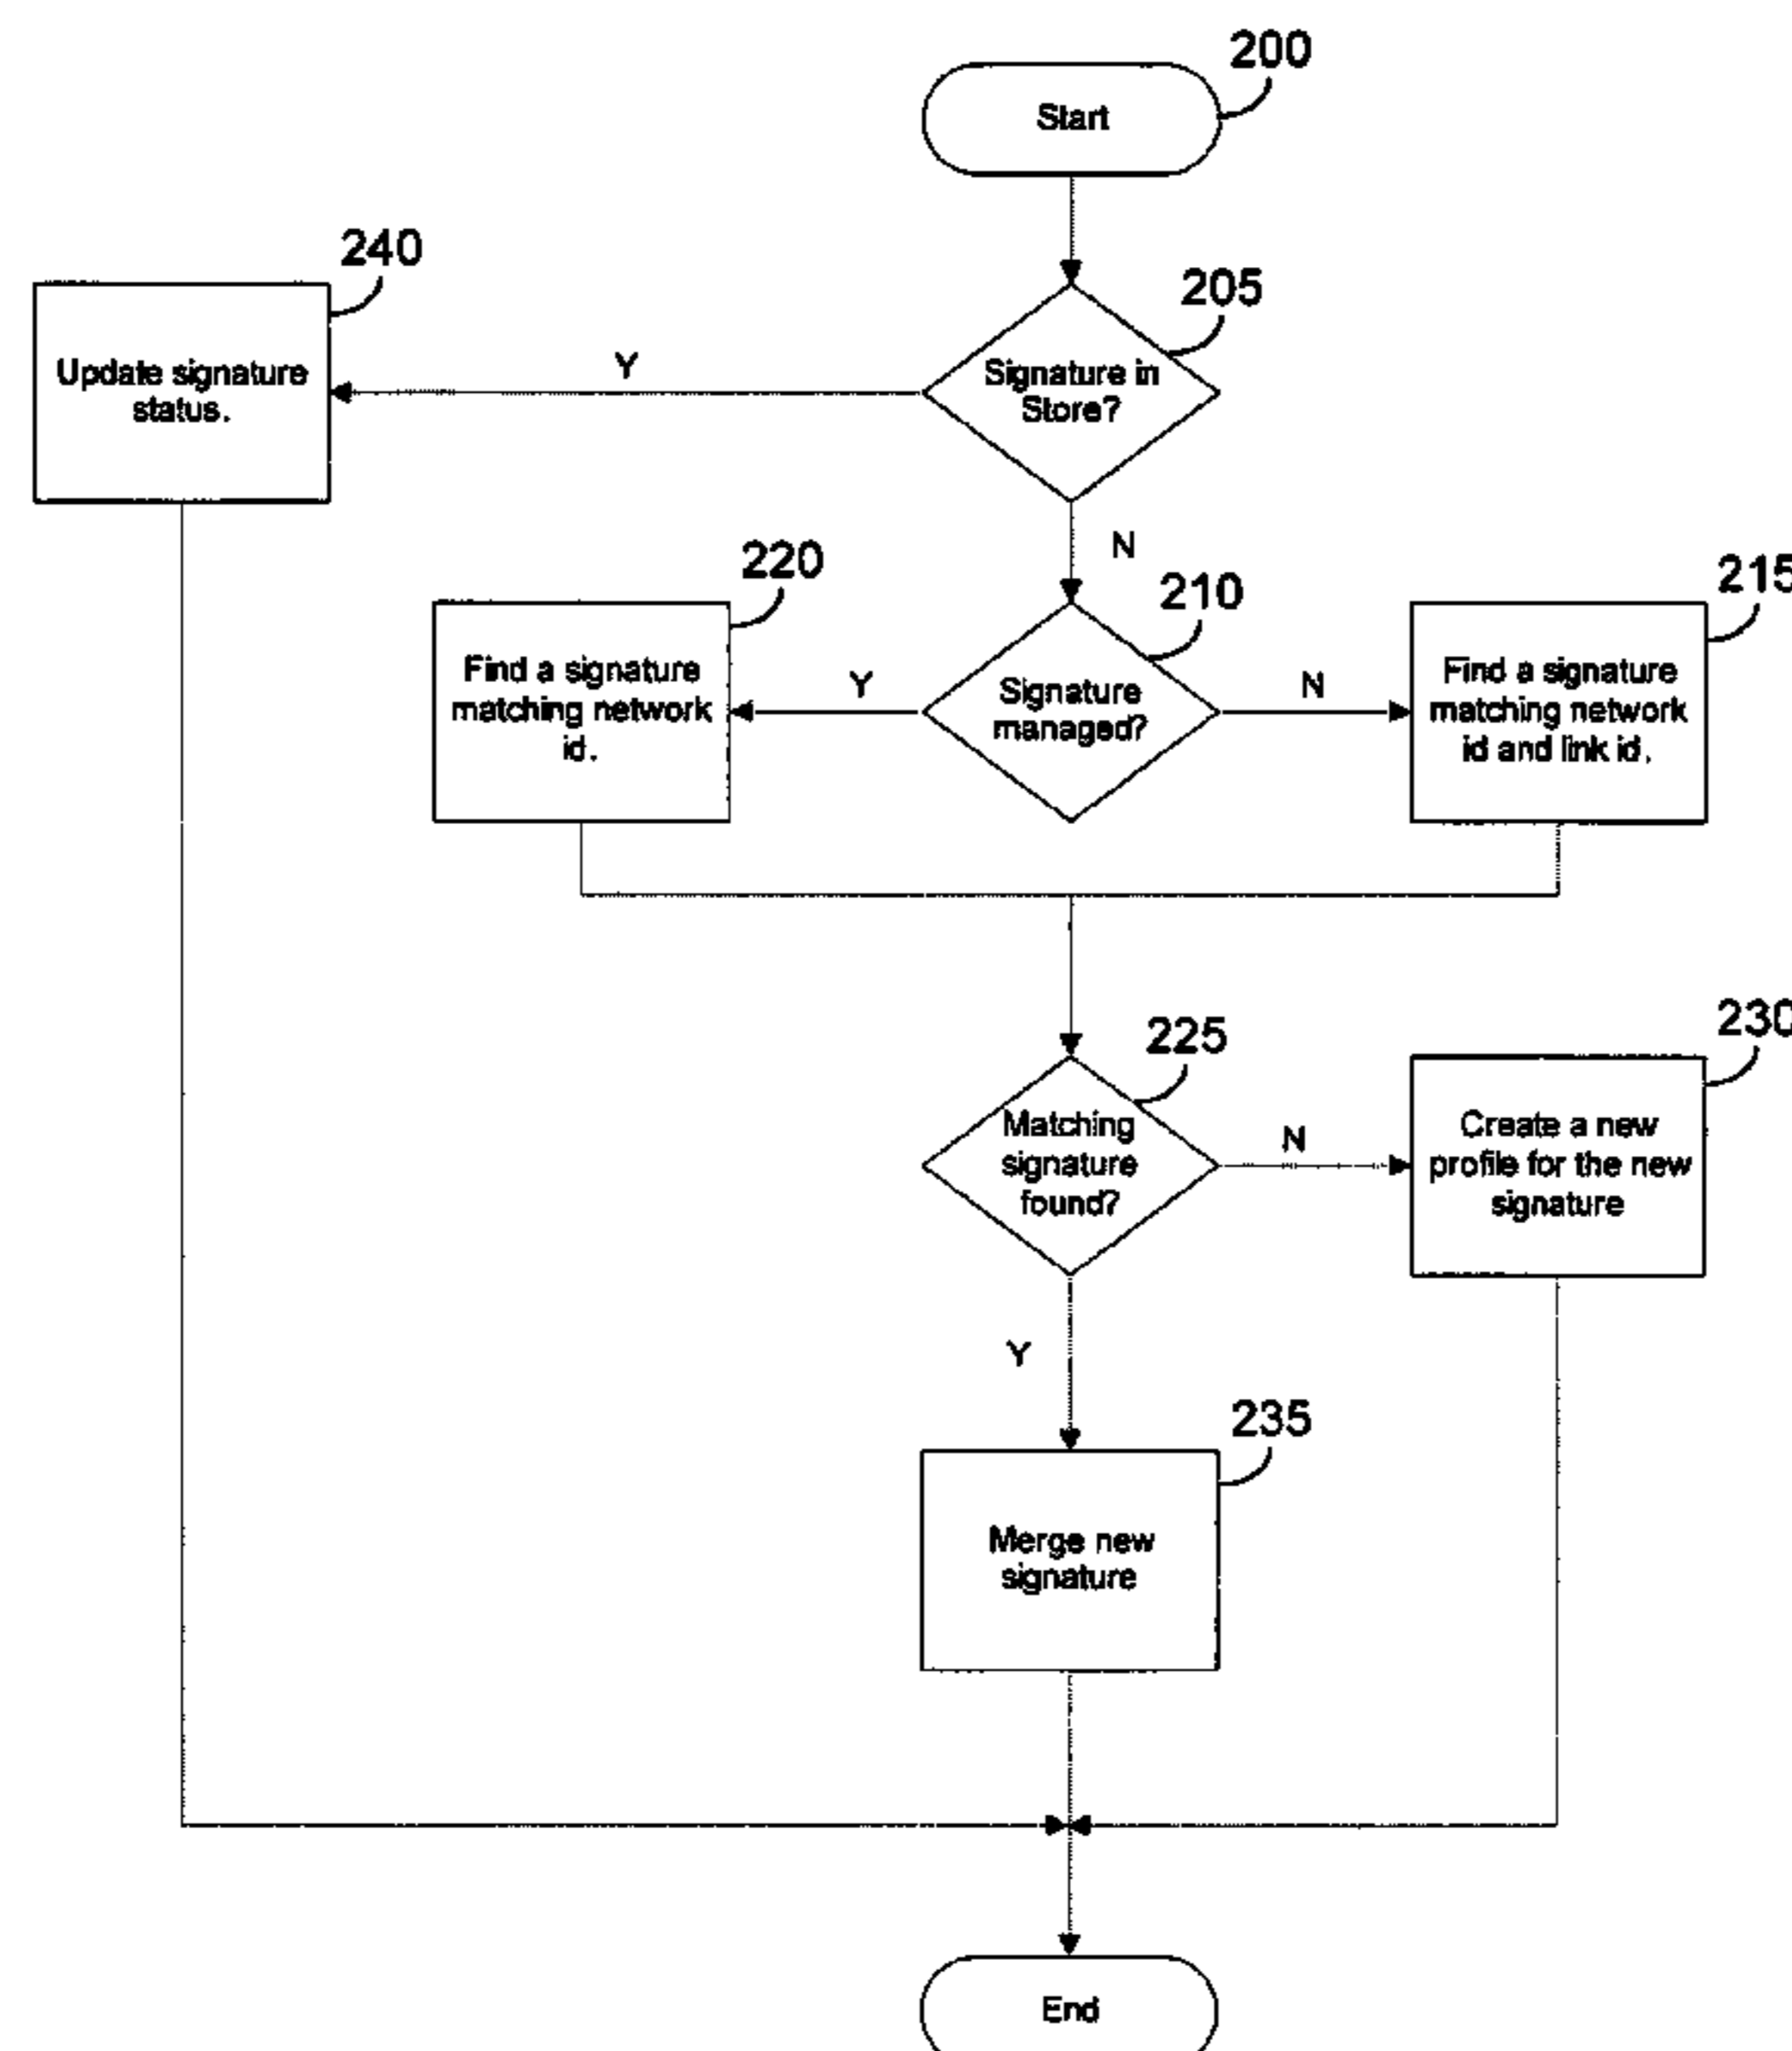 200
Start
240
205
Update signature
status.
Y
Signature in
Store?
N
220
210
215
Find a signature
matching network
id.
Y
Signature
managed?
N
Find a signature
matching network
id and link id.
225
230
Matching
signature
found?
N
Create a new
profile for the new
signature
Y
235
Merge new
signature
End